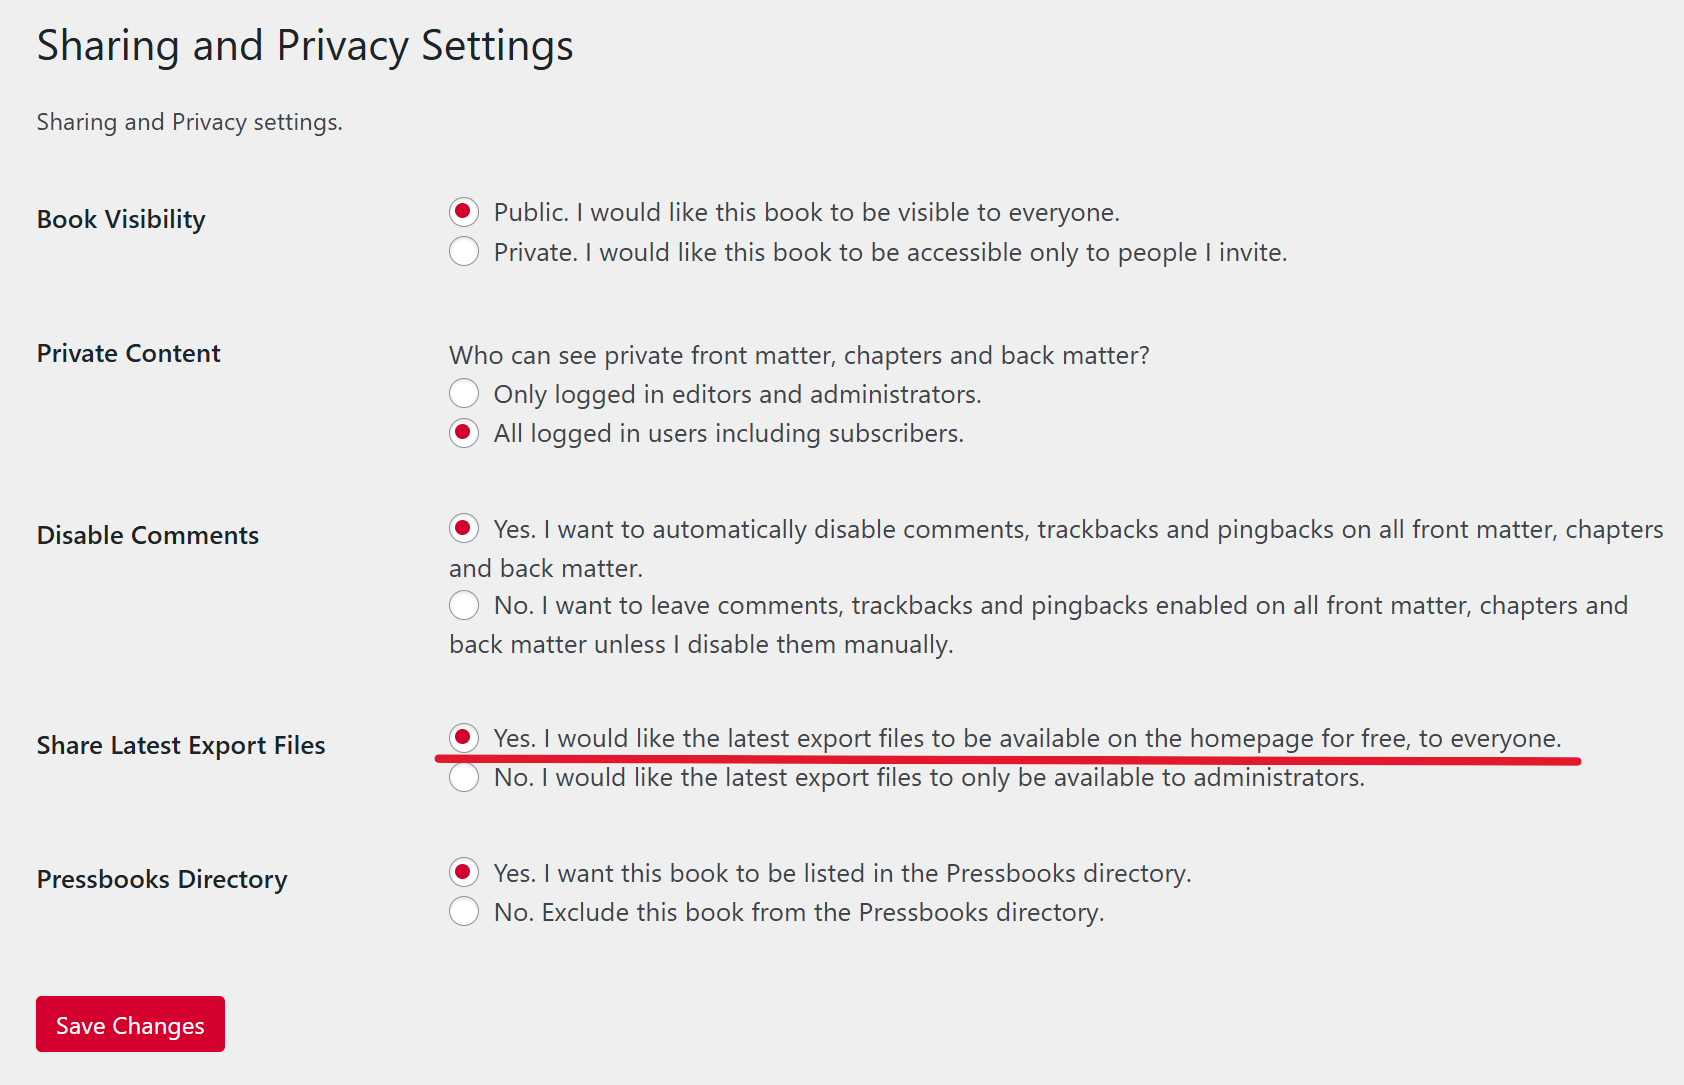 Sharing and Privacy Settings
Sharing and Privacy settings.
Book Visibility
Public. I would like this book to be visible to everyone.
Private. I would like this book to be accessible only to people I invite.
Private Content
Who can see private front matter, chapters and back matter?
Only logged in editors and administrators.
All logged in users including subscribers.
Disable Comments
Yes. I want to automatically disable comments, trackbacks and pingbacks on all front matter, chapters
and back matter.
No. I want to leave comments, trackbacks and pingbacks enabled on all front matter, chapters and
back matter unless I disable them manually.
Share Latest Export Files
Yes. I would like the latest export files to be available on the homepage for free, to everyone.
No. I would like the latest export files to only be available to administrators.
Pressbooks Directory
Yes. I want this book to be listed in the Pressbooks directory.
No. Exclude this book from the Pressbooks directory.
Save Changes